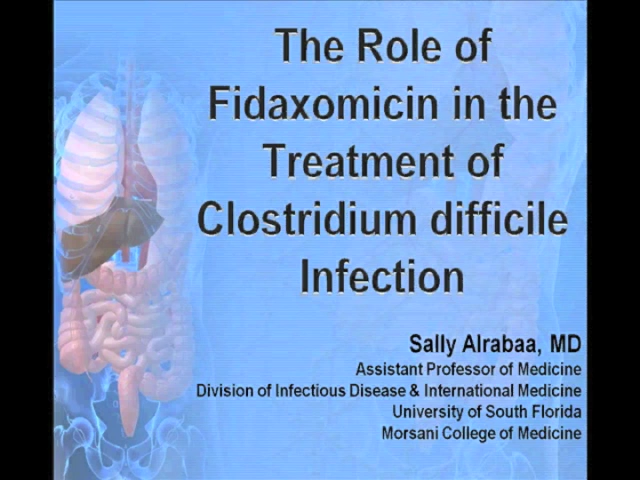 The Role of
Fidaxomicin in the
Treatment of
Clostridium difficile
Infection
Sally Alrabaa, MD
Assistant Professor of Medicine
Division of Infectious Disease & International Medicine
University of South Florida
Morsani College of Medicine